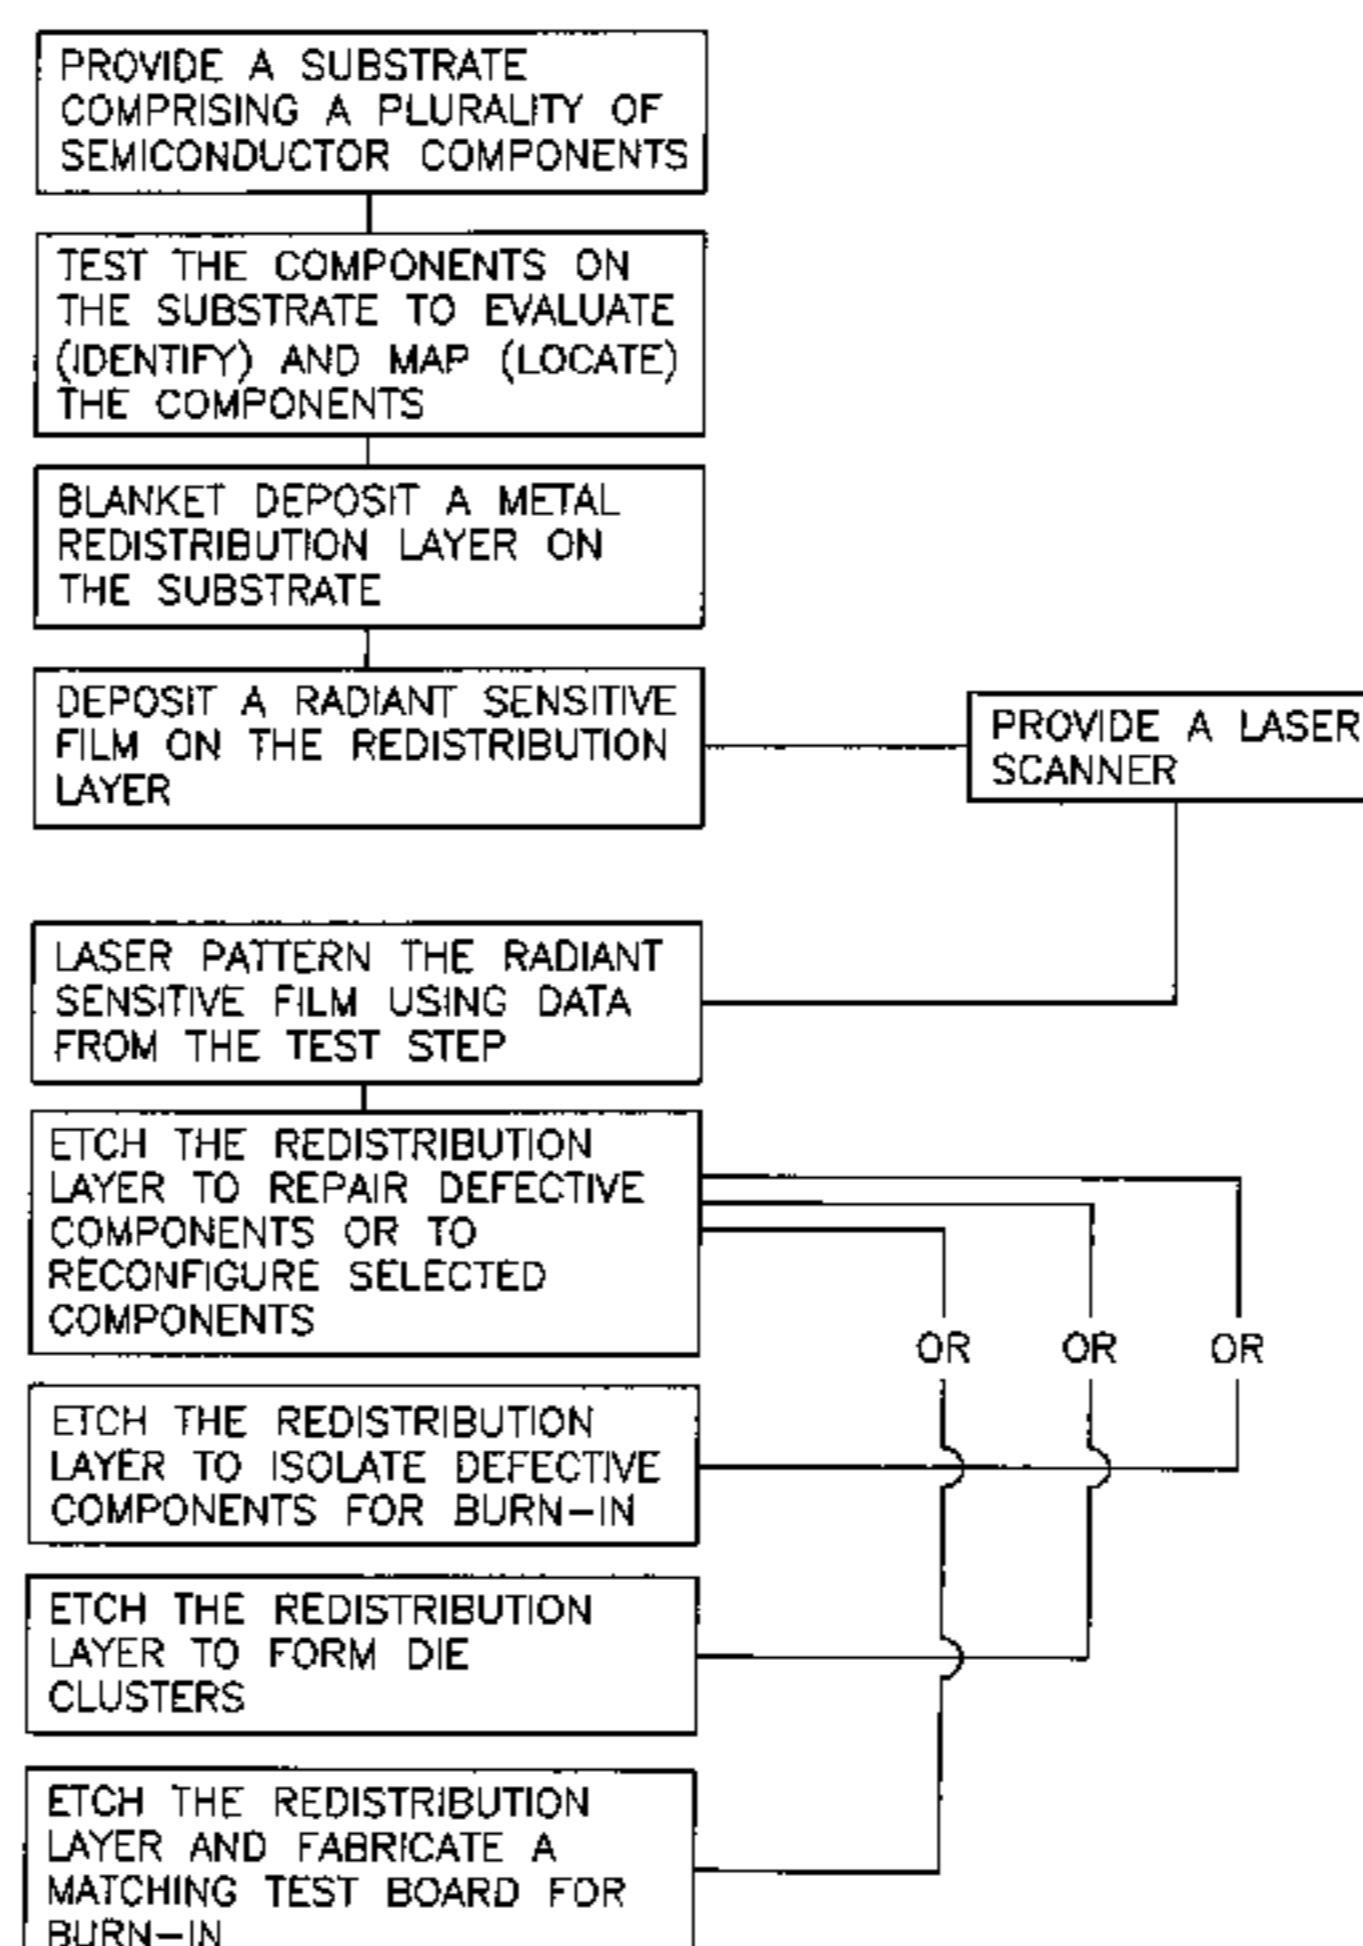 PROVIDE A SUBSTRATE
COMPRISING A PLURALITY OF
SEMICONDUCTOR COMPONENTS
TEST THE COMPONENTS ON
THE SUBSTRATE TO EVALUATE
(IDENTIFY) AND MAP (LOCATE)
THE COMPONENTS
BLANKET DEPOSIT A METAL
REDISTRIBUTION LAYER ON
THE SUBSTRATE
DEPOSIT A RADIANT SENSITIVE
FILM ON THE REDISTRIBUTION
LAYER
PROVIDE A LASER
SCANNER
LASER PATTERN THE RADIANT
SENSITIVE FILM USING DATA
FROM THE TEST STEP
ETCH THE REDISTRIBUTION
LAYER TO REPAIR DEFECTIVE
COMPONENTS OR TO
RECONFIGURE SELECTED
COMPONENTS
OR OR OR
ETCH THE REDISTRIBUTION
LAYER TO ISOLATE DEFECTIVE
COMPONENTS FOR BURN-IN
ETCH THE REDISTRIBUTION
LAYER TO FORM DIE
CLUSTERS
ETCH THE REDISTRIBUTION
LAYER AND FABRICATE A
MATCHING TEST BOARD FOR
BURN-IN